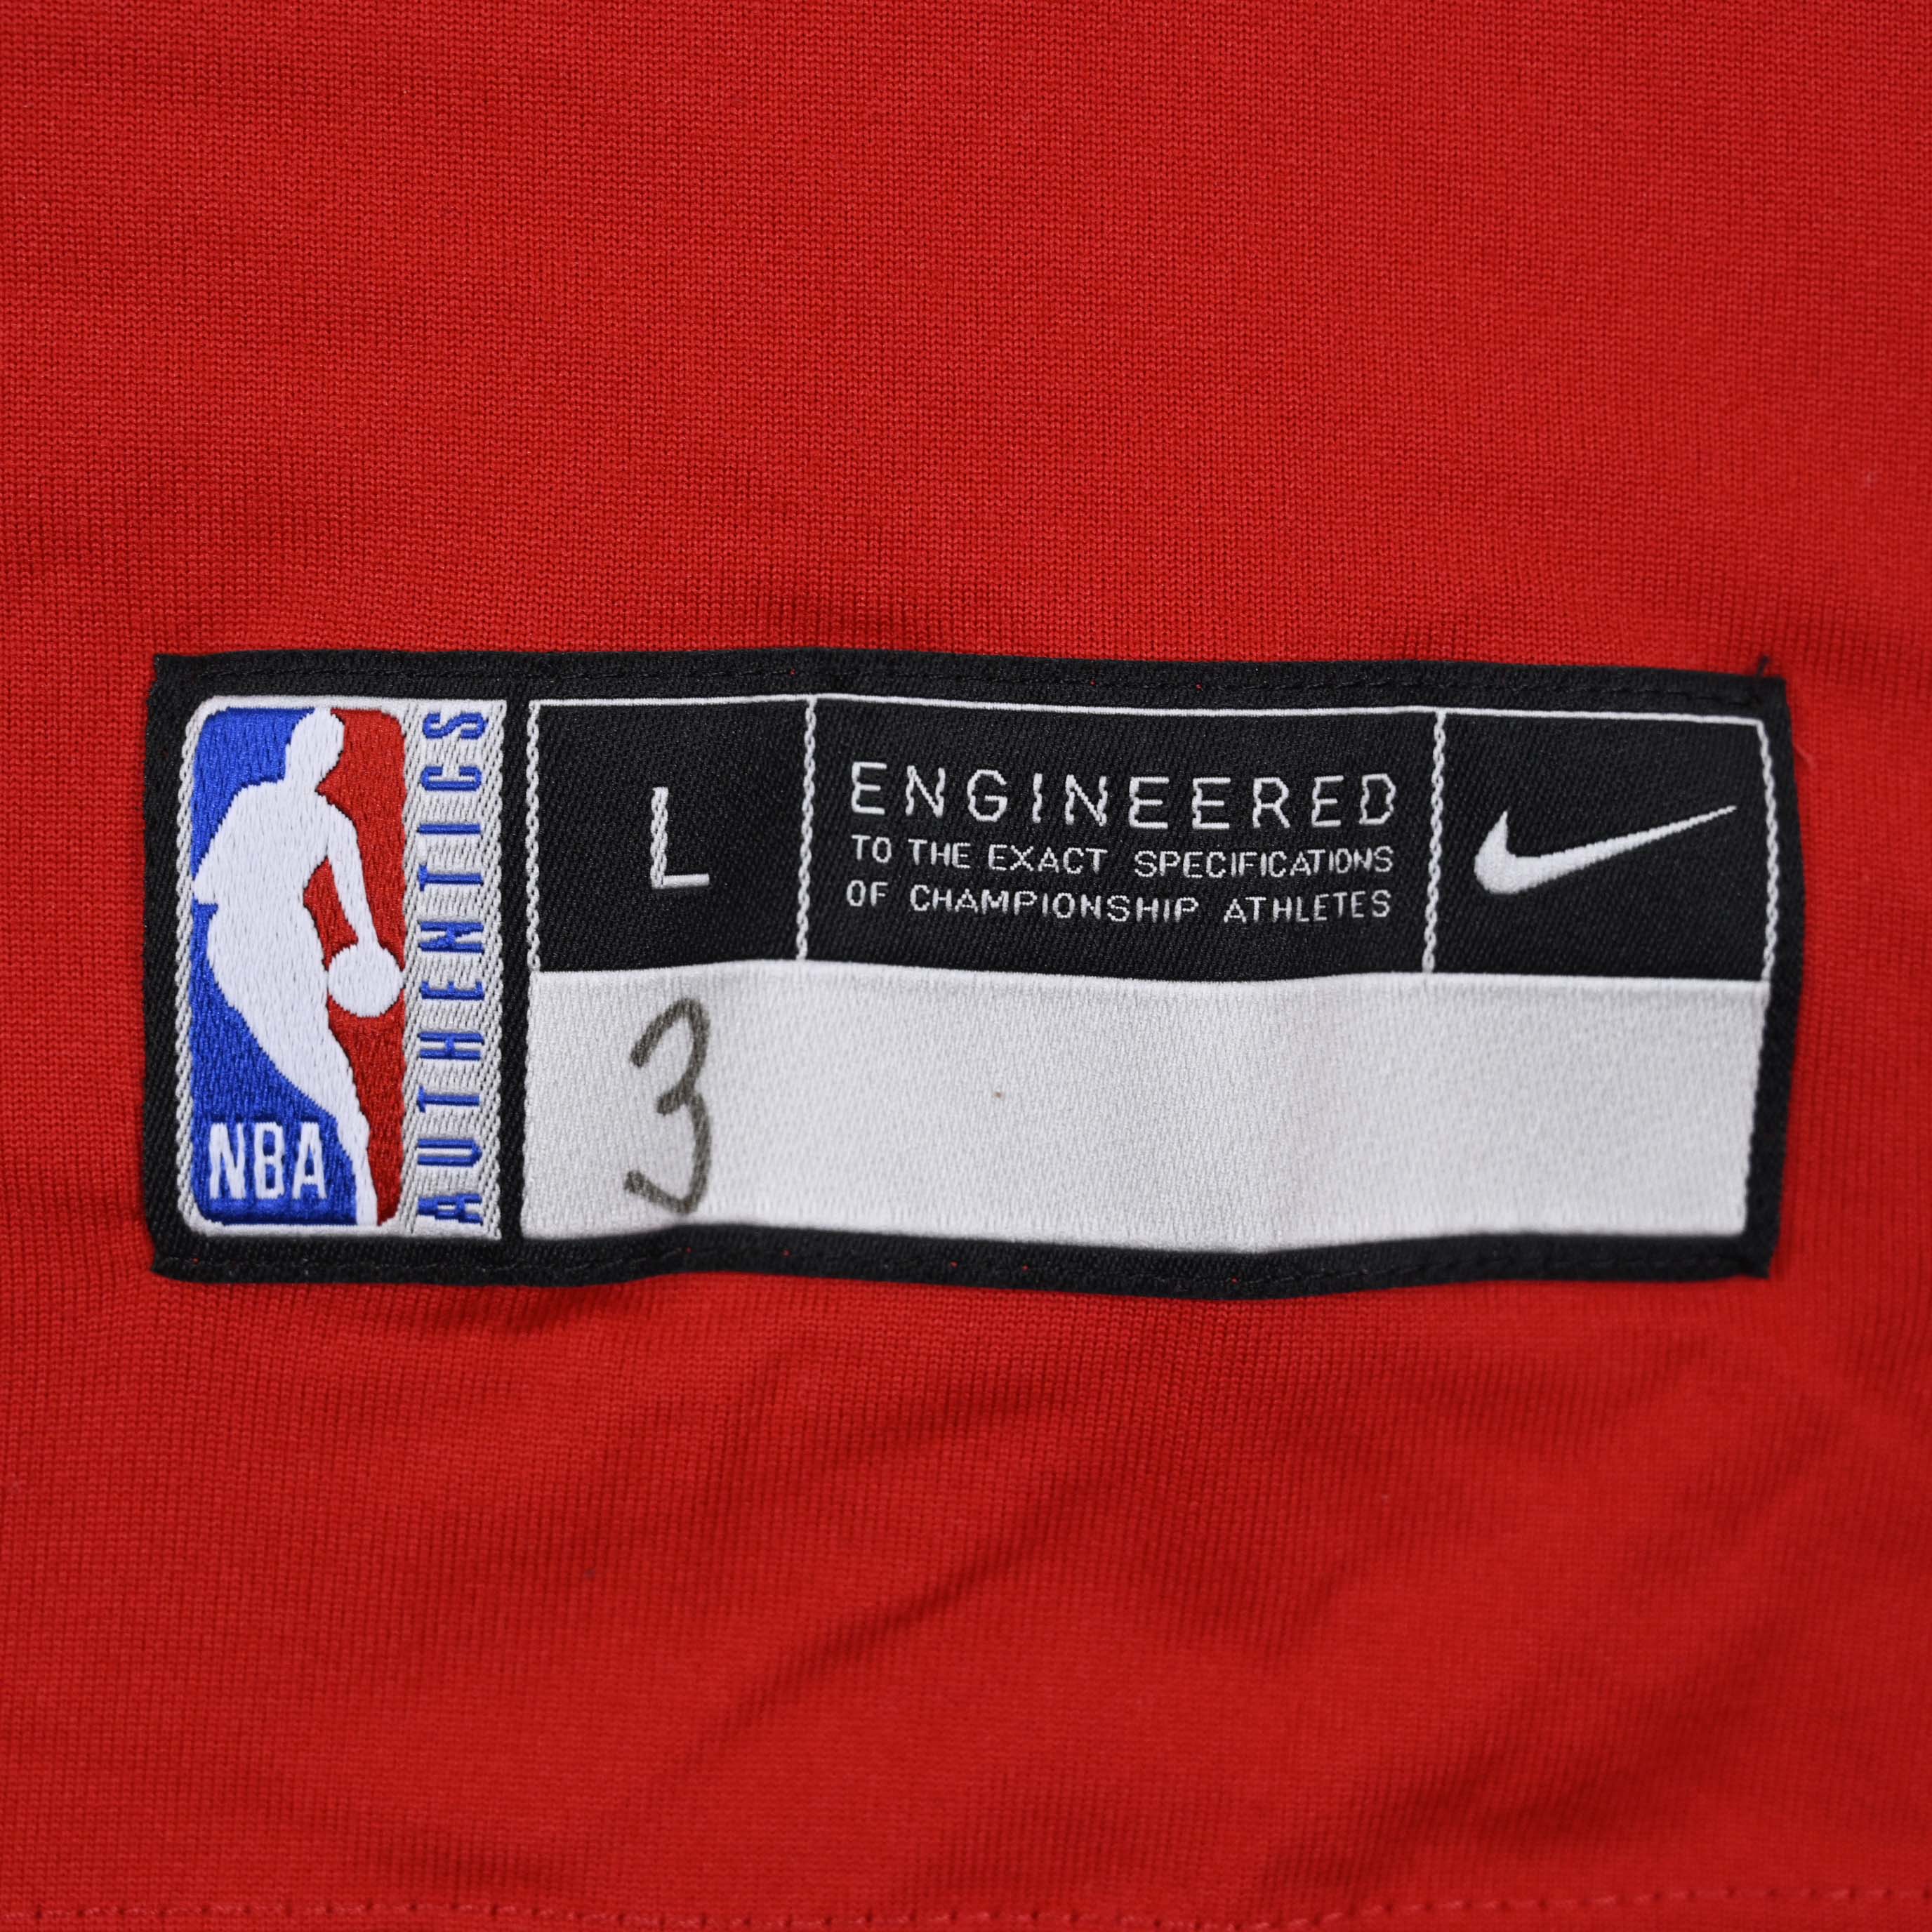 NBA
AUTHENTICS
L
ENGINEERED
TO THE EXACT SPECIFICATIONS
OF CHAMPIONSHIP ATHLETES
3